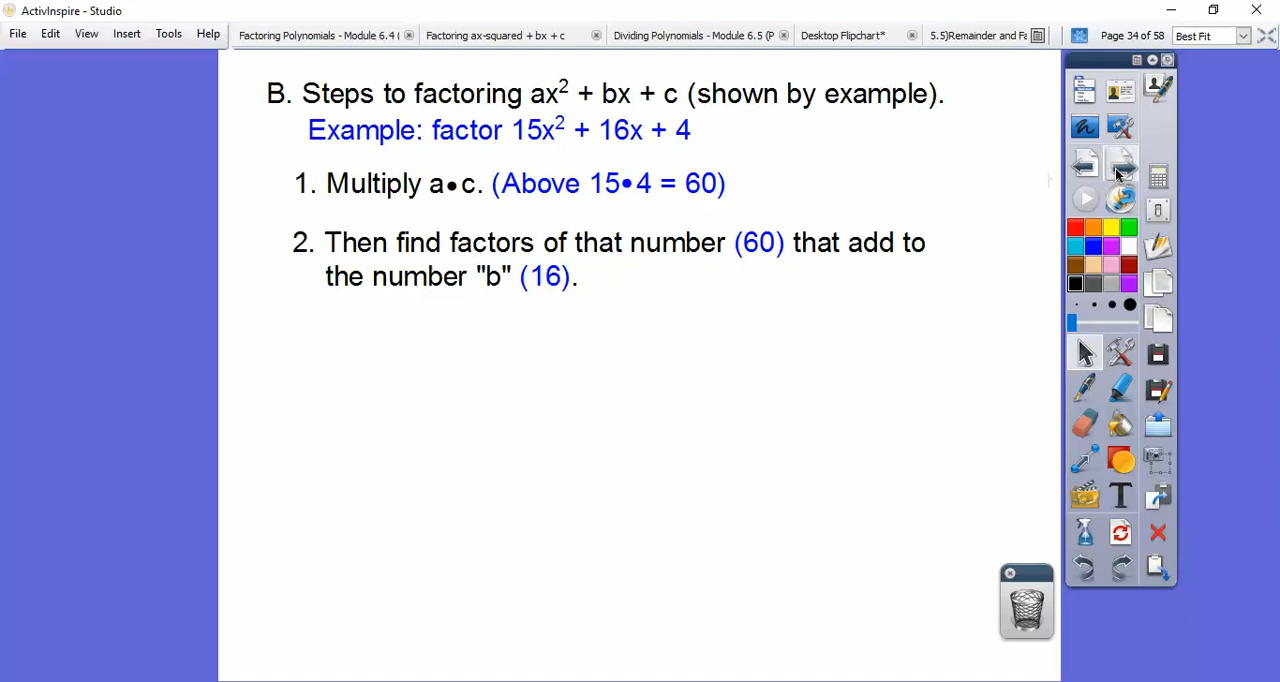 ActivInspire - Studio
File Edit View Insert Tools Help
Factoring Polynomials - Module 6.4 (
Factoring ax-squared + bx + c
Dividing Polynomials - Module 6.5 (P
Desktop Flipchart*
5.5)Remainder and Fa
Page 34 of 58
Best Fit
B. Steps to factoring ax² + bx + c (shown by example).
Example: factor 15x² + 16x + 4
1. Multiply a•c. (Above 15•4 = 60)
2. Then find factors of that number (60) that add to
the number "b" (16).